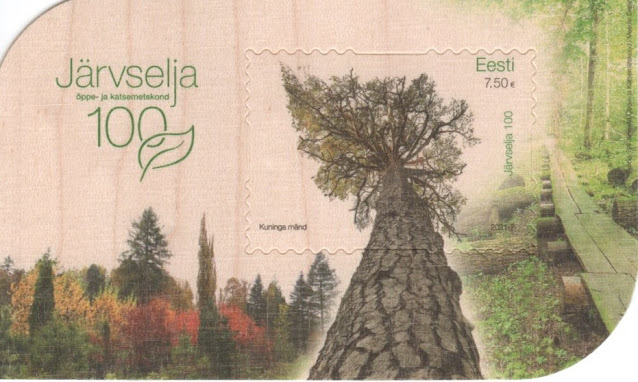 Järvselja
õppe- ja katsemetskond
100
Eesti
7.50 €
Järvselja 100
Kuninga mänd